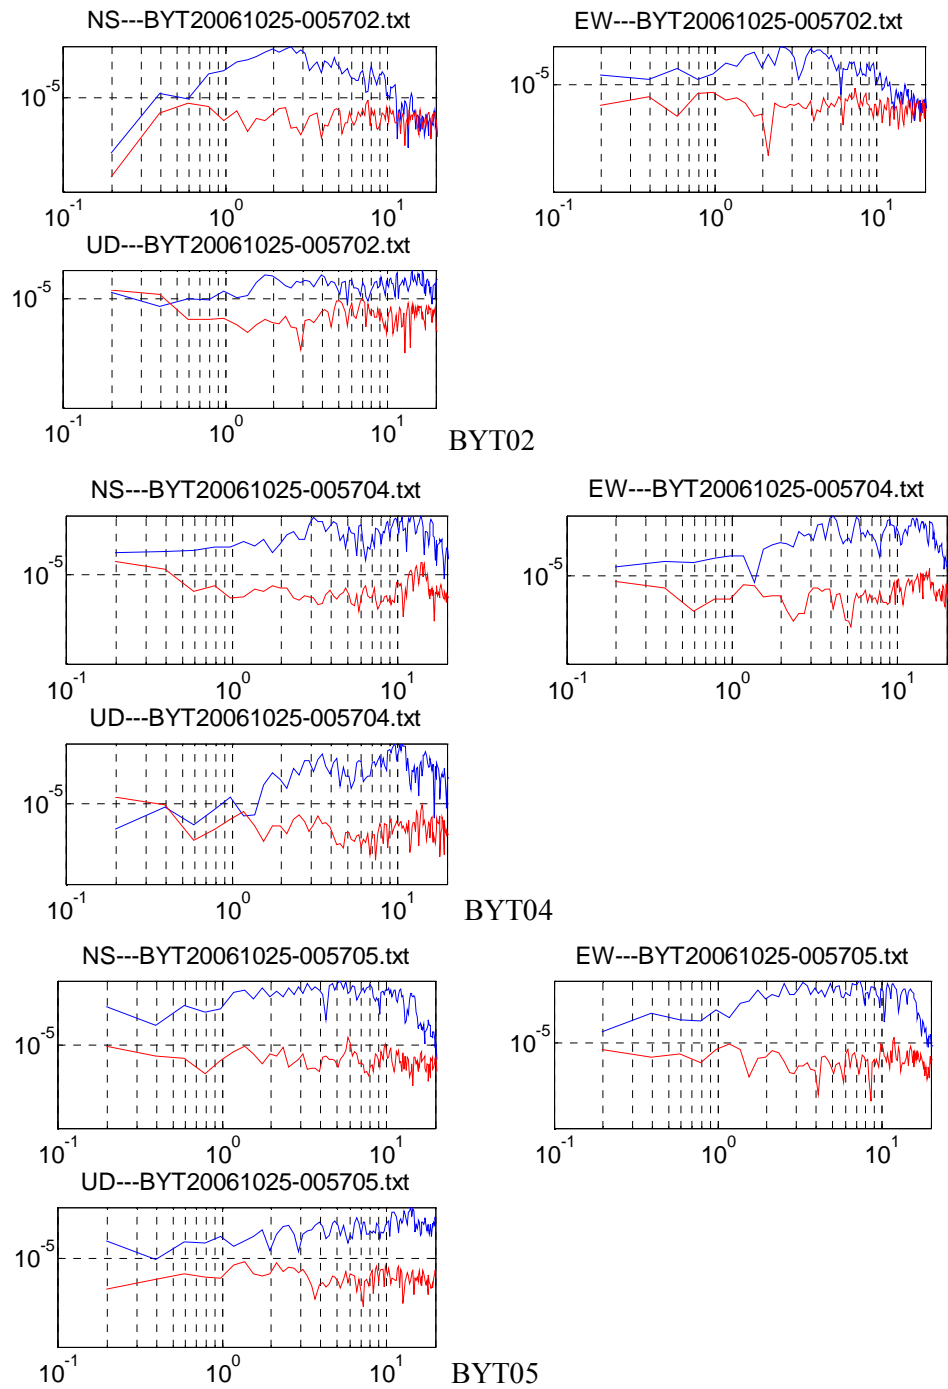 NS---BYT20061025-005702.txt EW---BYT20061025-005702.txt
10^-5 10^-5
10^-1 10^0 10^1 10^-1 10^0 10^1
UD---BYT20061025-005702.txt
10^-5
10^-1 10^0 10^1
BYT02
NS---BYT20061025-005704.txt EW---BYT20061025-005704.txt
10^-5 10^-5
10^-1 10^0 10^1 10^-1 10^0 10^1
UD---BYT20061025-005704.txt
10^-5
10^-1 10^0 10^1
BYT04
NS---BYT20061025-005705.txt EW---BYT20061025-005705.txt
10^-5 10^-5
10^-1 10^0 10^1 10^-1 10^0 10^1
UD---BYT20061025-005705.txt
10^-5
10^-1 10^0 10^1
BYT05